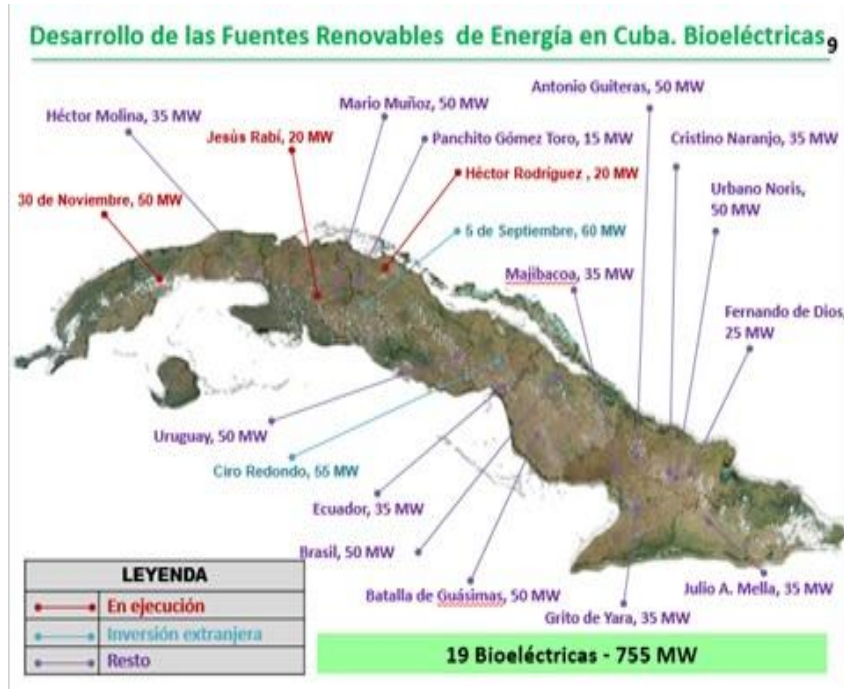 Desarrollo de las Fuentes Renovables de Energía en Cuba. Bioeléctricas
9
Antonio Guiteras, 50 MW
Mario Muñoz, 50 MW
Héctor Molina, 35 MW
Jesús Rabí, 20 MW
Panchito Gómez Toro, 15 MW
Cristino Naranjo, 35 MW
Héctor Rodríguez , 20 MW
Urbano Noris,
50 MW
30 de Noviembre, 50 MW
5 de Septiembre, 60 MW
Majibacoa, 35 MW
Fernando de Dios,
25 MW
Uruguay, 50 MW
Ciro Redondo, 55 MW
Ecuador, 35 MW
Brasil, 50 MW
Batalla de Guásimas, 50 MW
Julio A. Mella, 35 MW
Grito de Yara, 35 MW
LEYENDA
En ejecución
Inversión extranjera
Resto
19 Bioeléctricas - 755 MW